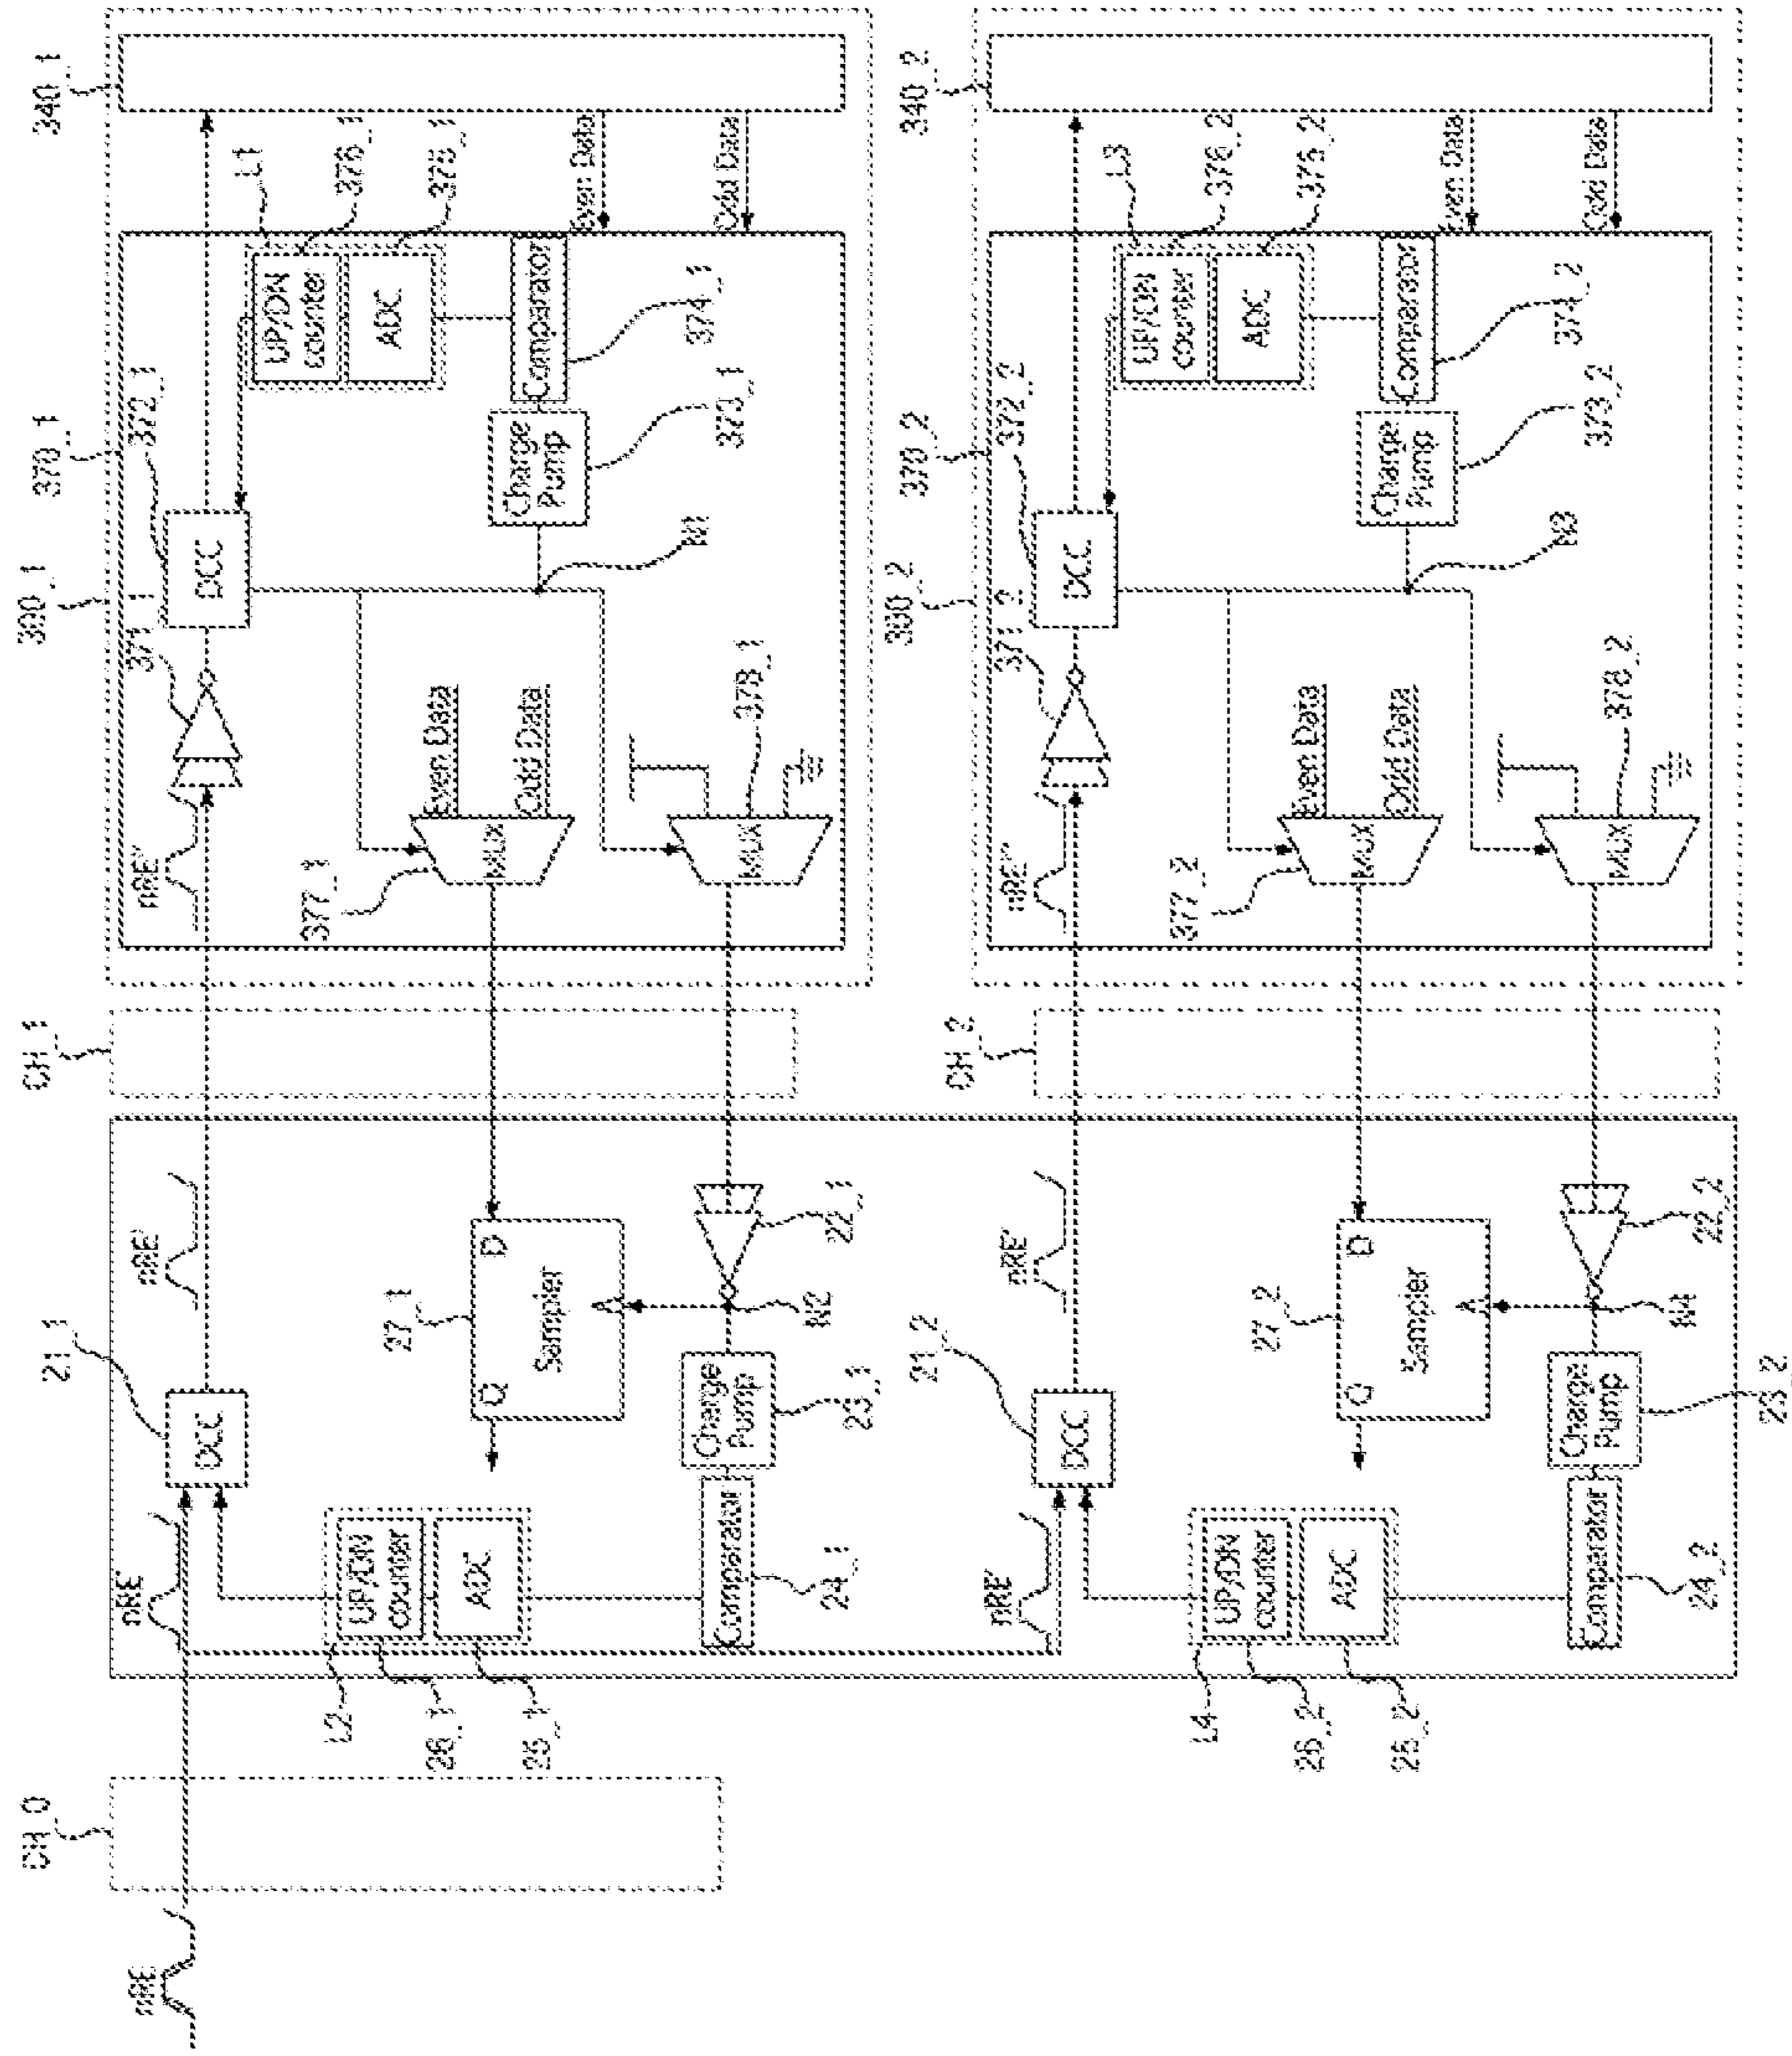 nRE
CH_0
nRE'
21_1
DCC
nRE'
CH_1
300_1
370_1
nRE'
371_1
372_1
DCC
340_1
L1
376_1
375_1
UP/DN
counter
ADC
L2
26_1
25_1
UP/DN
counter
ADC
27_1
Q
D
Sampler
377_1
MUX
Even Data
Odd Data
Charge
Pump
Comparator
373_1
374_1
N1
Even Data
Odd Data
Comparator
24_1
Charge
Pump
23_1
N2
22_1
MUX
378_1
nRE'
21_2
DCC
nRE'
CH_2
300_2
370_2
nRE'
371_2
372_2
DCC
340_2
L3
376_2
375_2
UP/DN
counter
ADC
L4
26_2
25_2
UP/DN
counter
ADC
27_2
Q
D
Sampler
377_2
MUX
Even Data
Odd Data
Charge
Pump
Comparator
373_2
374_2
N3
Even Data
Odd Data
Comparator
24_2
Charge
Pump
23_2
N4
22_2
MUX
378_2